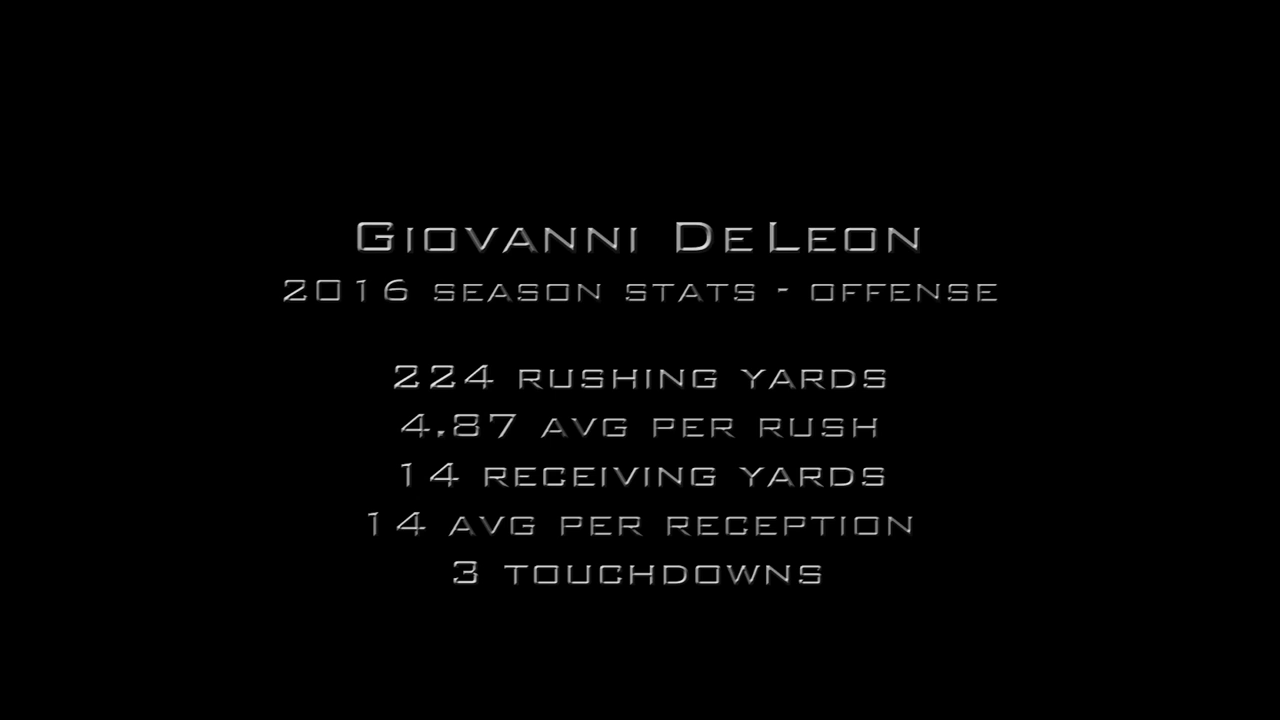 Giovanni DeLeon
2016 season stats - offense
224 rushing yards
4.87 avg per rush
14 receiving yards
14 avg per reception
3 touchdowns